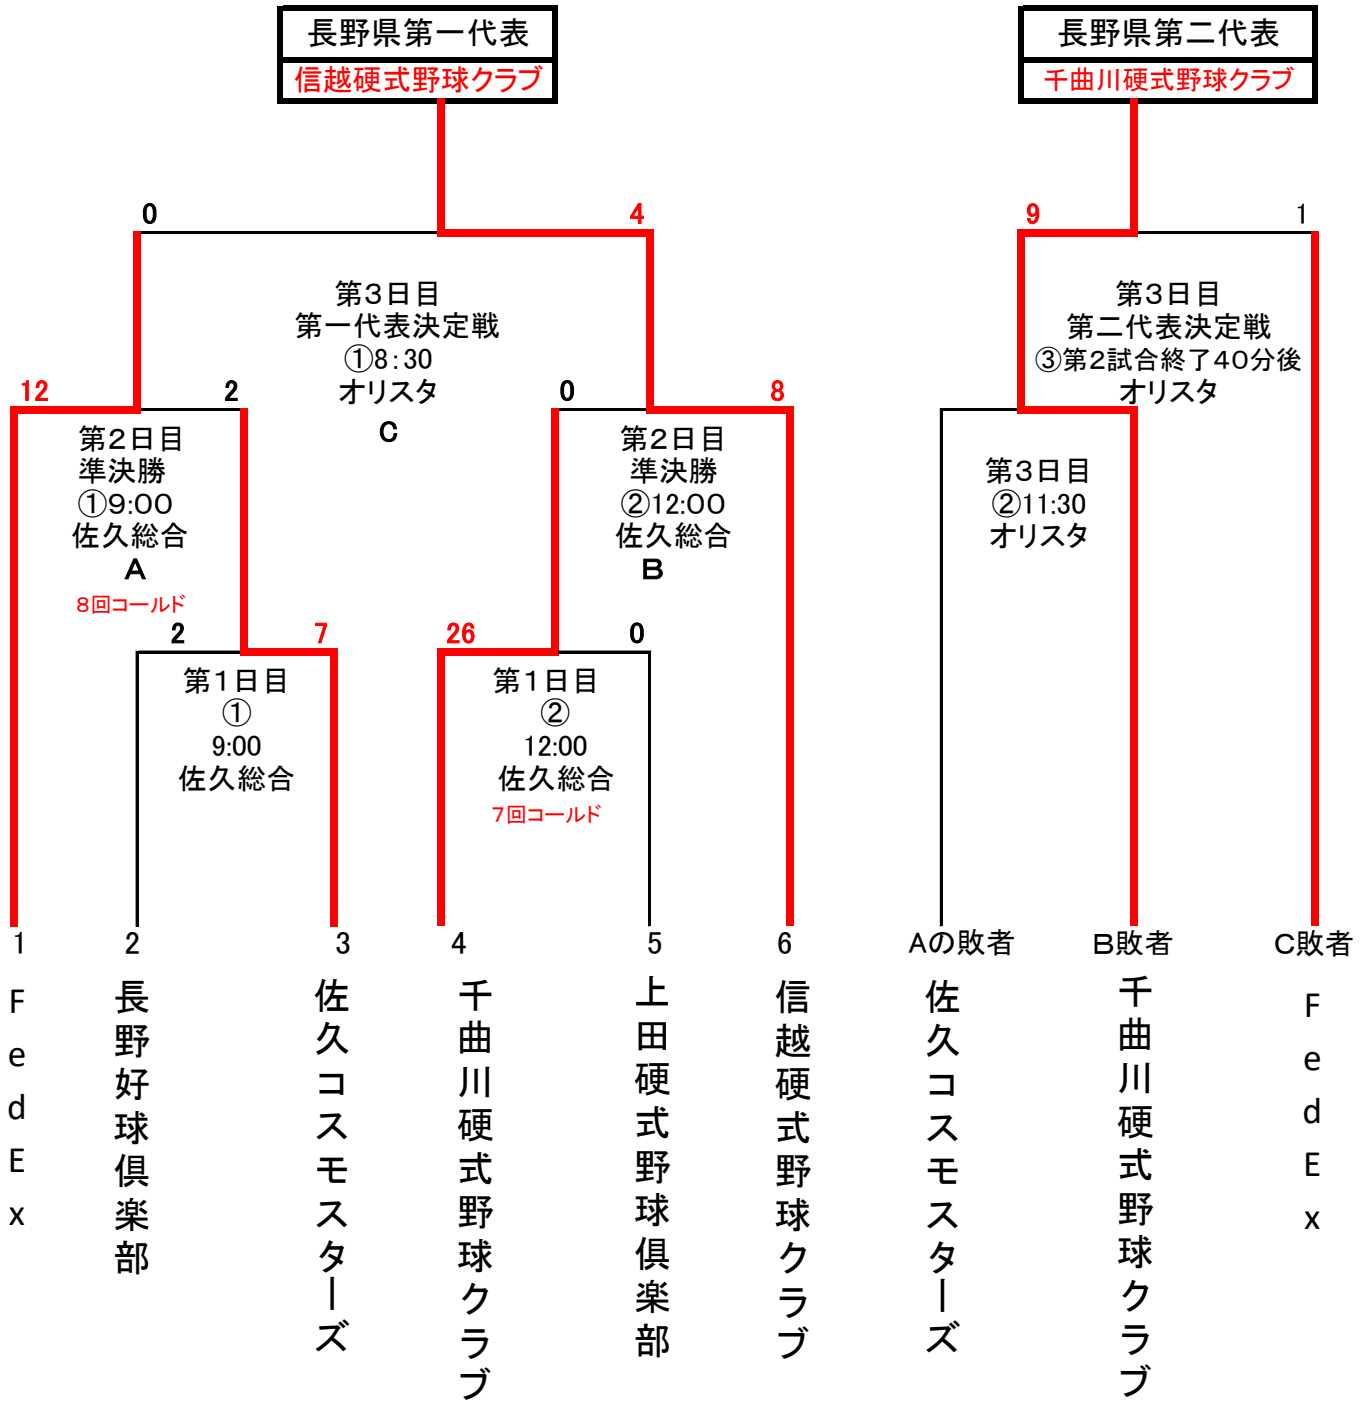 長野県第一代表
信越硬式野球クラブ
長野県第二代表
千曲川硬式野球クラブ
0
4
9
1
第3日目
第一代表決定戦
①8:30
オリスタ
C
第3日目
第二代表決定戦
③第2試合終了40分後
オリスタ
12
2
0
8
第2日目
準決勝
①9:00
佐久総合
A
8回コールド
第2日目
準決勝
②12:00
佐久総合
B
第3日目
②11:30
オリスタ
2
7
26
0
第1日目
①
9:00
佐久総合
第1日目
②
12:00
佐久総合
7回コールド
1
2
3
4
5
6
Aの敗者
B敗者
C敗者
FedEx
長野好球倶楽部
佐久コスモスターズ
千曲川硬式野球クラブ
上田硬式野球倶楽部
信越硬式野球クラブ
佐久コスモスターズ
千曲川硬式野球クラブ
FedEx